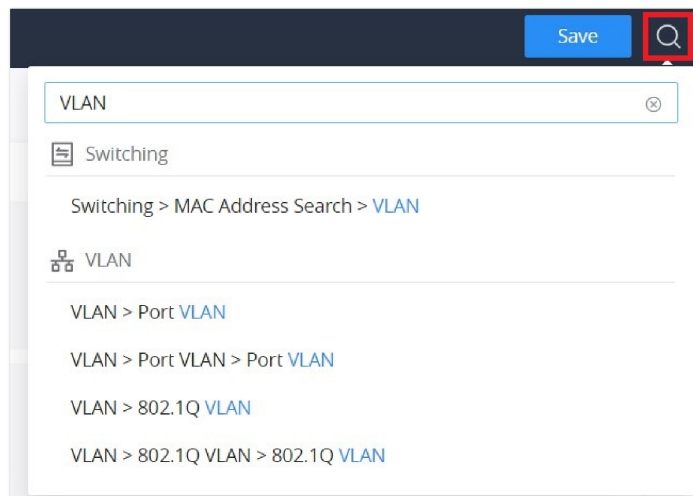 Save
VLAN
Switching
Switching > MAC Address Search > VLAN
VLAN
VLAN > Port VLAN
VLAN > Port VLAN > Port VLAN
VLAN > 802.1Q VLAN
VLAN > 802.1Q VLAN > 802.1Q VLAN